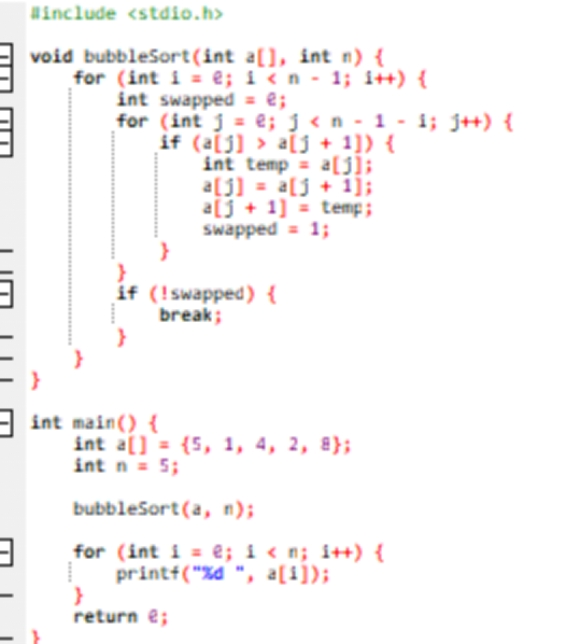 #include <stdio.h>

void bubbleSort(int a[], int n) {
    for (int i = 0; i < n - 1; i++) {
        int swapped = 0;
        for (int j = 0; j < n - 1 - i; j++) {
            if (a[j] > a[j + 1]) {
                int temp = a[j];
                a[j] = a[j + 1];
                a[j + 1] = temp;
                swapped = 1;
            }
        }
        if (!swapped) {
            break;
        }
    }
}

int main() {
    int a[] = {5, 1, 4, 2, 8};
    int n = 5;

    bubbleSort(a, n);

    for (int i = 0; i < n; i++) {
        printf("%d ", a[i]);
    }
    return 0;
}